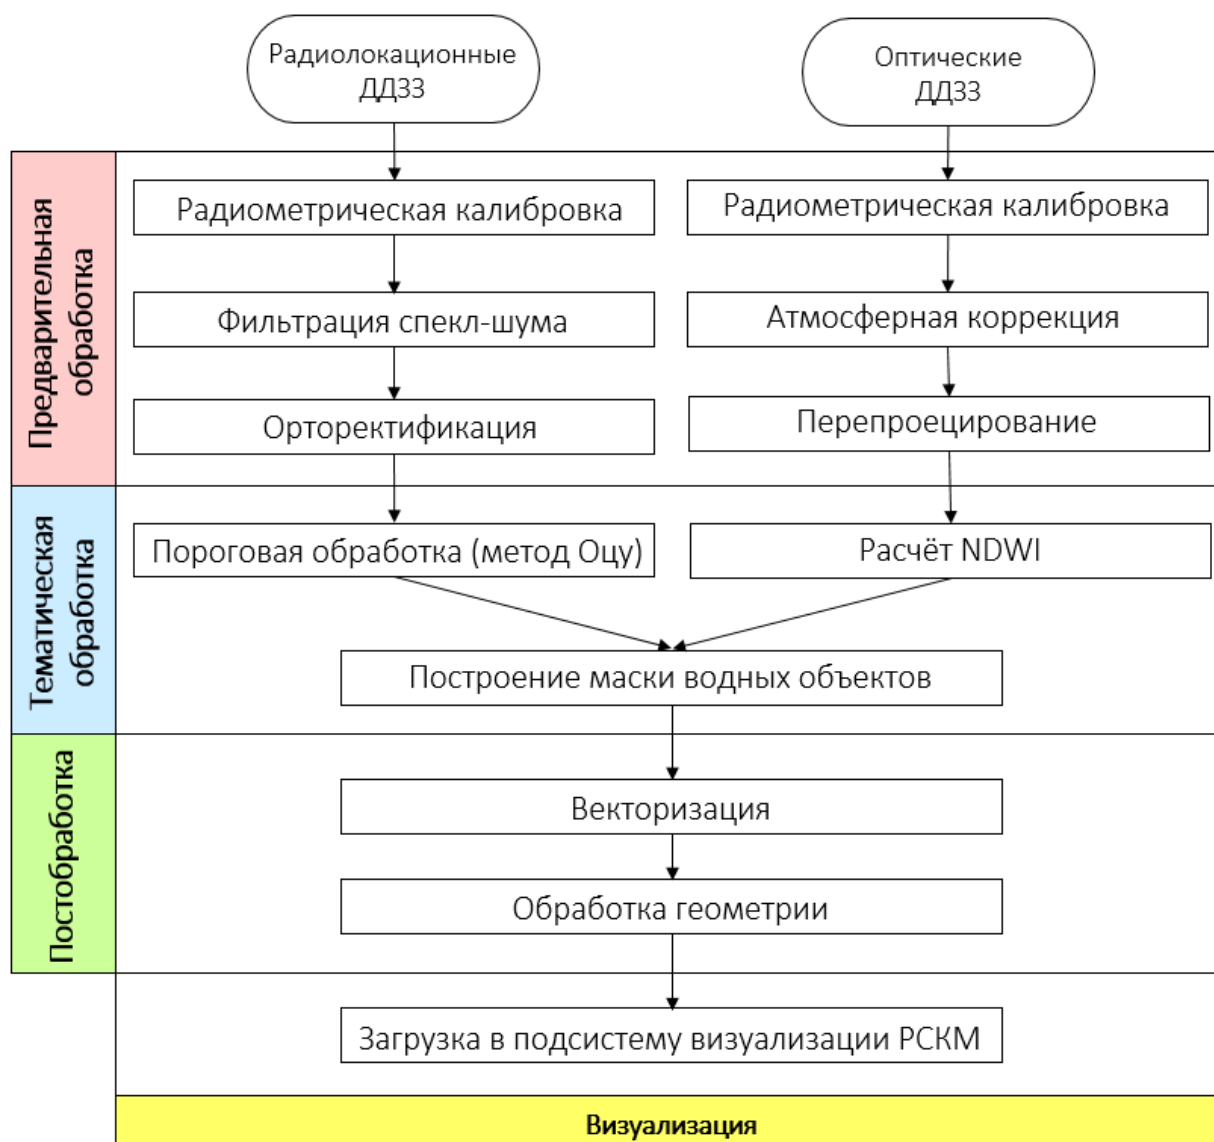 Радиолокационные
ДДЗЗ
Оптические
ДДЗЗ
Предварительная
обработка
Радиометрическая калибровка
Радиометрическая калибровка
Фильтрация спекл-шума
Атмосферная коррекция
Орторектификация
Перепроецирование
Тематическая
обработка
Пороговая обработка (метод Оцу)
Расчёт NDWI
Построение маски водных объектов
Постобработка
Векторизация
Обработка геометрии
Загрузка в подсистему визуализации РСКМ
Визуализация